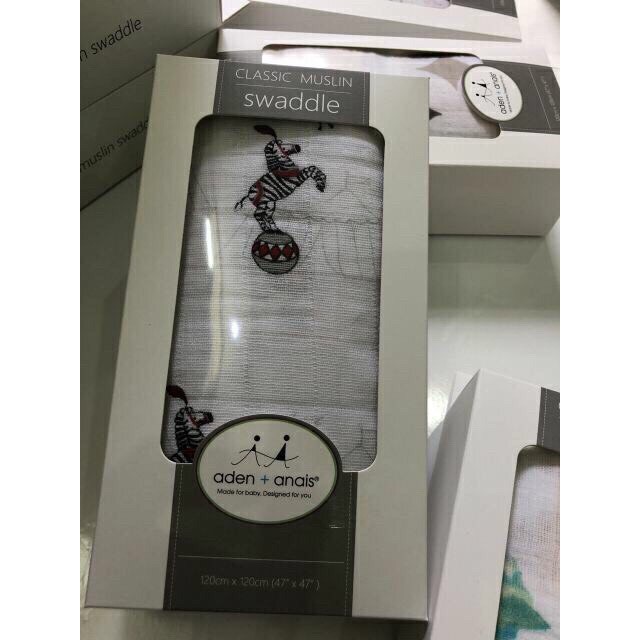 CLASSIC MUSLIN
swaddle
aden + anais®
Made for baby. Designed for you
120cm x 120cm (47" x 47")
swaddle
muslin swaddle
aden + anais